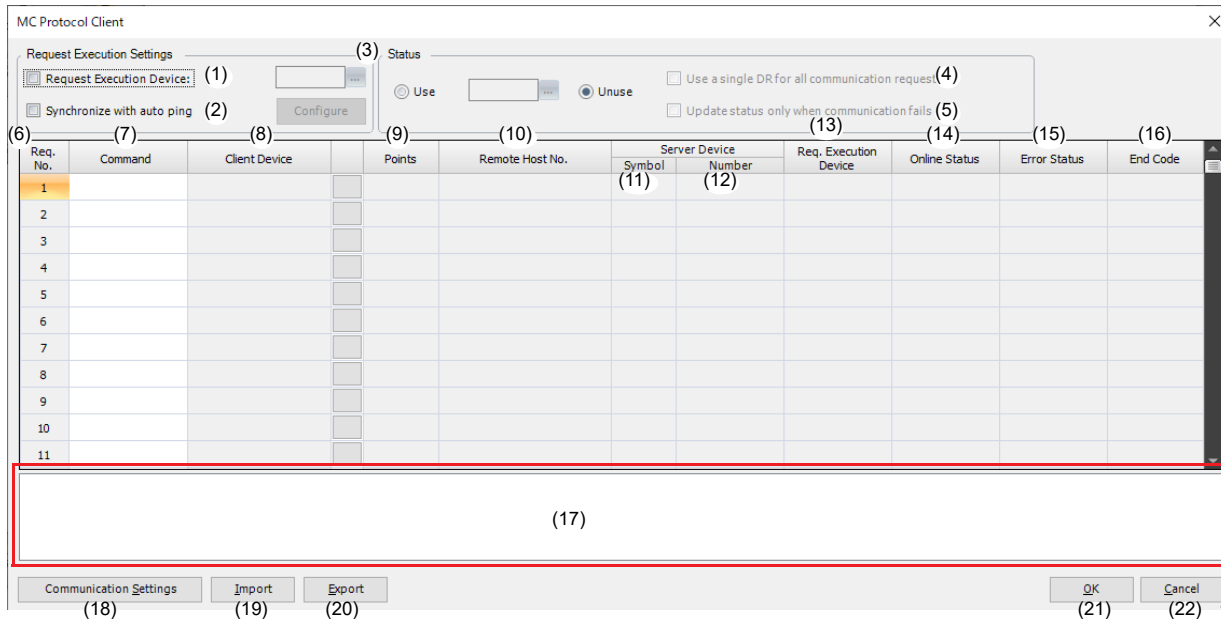 MC Protocol Client
Request Execution Settings (3) Status
Request Execution Device: (1) ...
Use ... Unuse
Use a single DR for all communication request (4)
Synchronize with auto ping (2) Configure
Update status only when communication fails (5)
(6) (7) (8) (9) (10) (13) (14) (15) (16)
Req. No. Command Client Device Points Remote Host No. Server Device Req. Execution Device Online Status Error Status End Code
Symbol Number
(11) (12)
1
2
3
4
5
6
7
8
9
10
11
(17)
Communication Settings Import Export OK Cancel
(18) (19) (20) (21) (22)